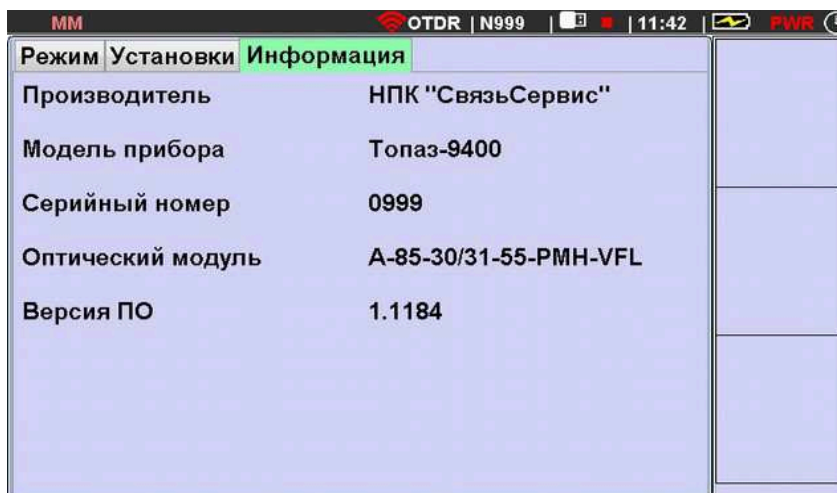 MM OTDR | N999 | | 11:42 | PWR
Режим Установки Информация
Производитель НПК "СвязьСервис"
Модель прибора Топаз-9400
Серийный номер 0999
Оптический модуль A-85-30/31-55-PMH-VFL
Версия ПО 1.1184